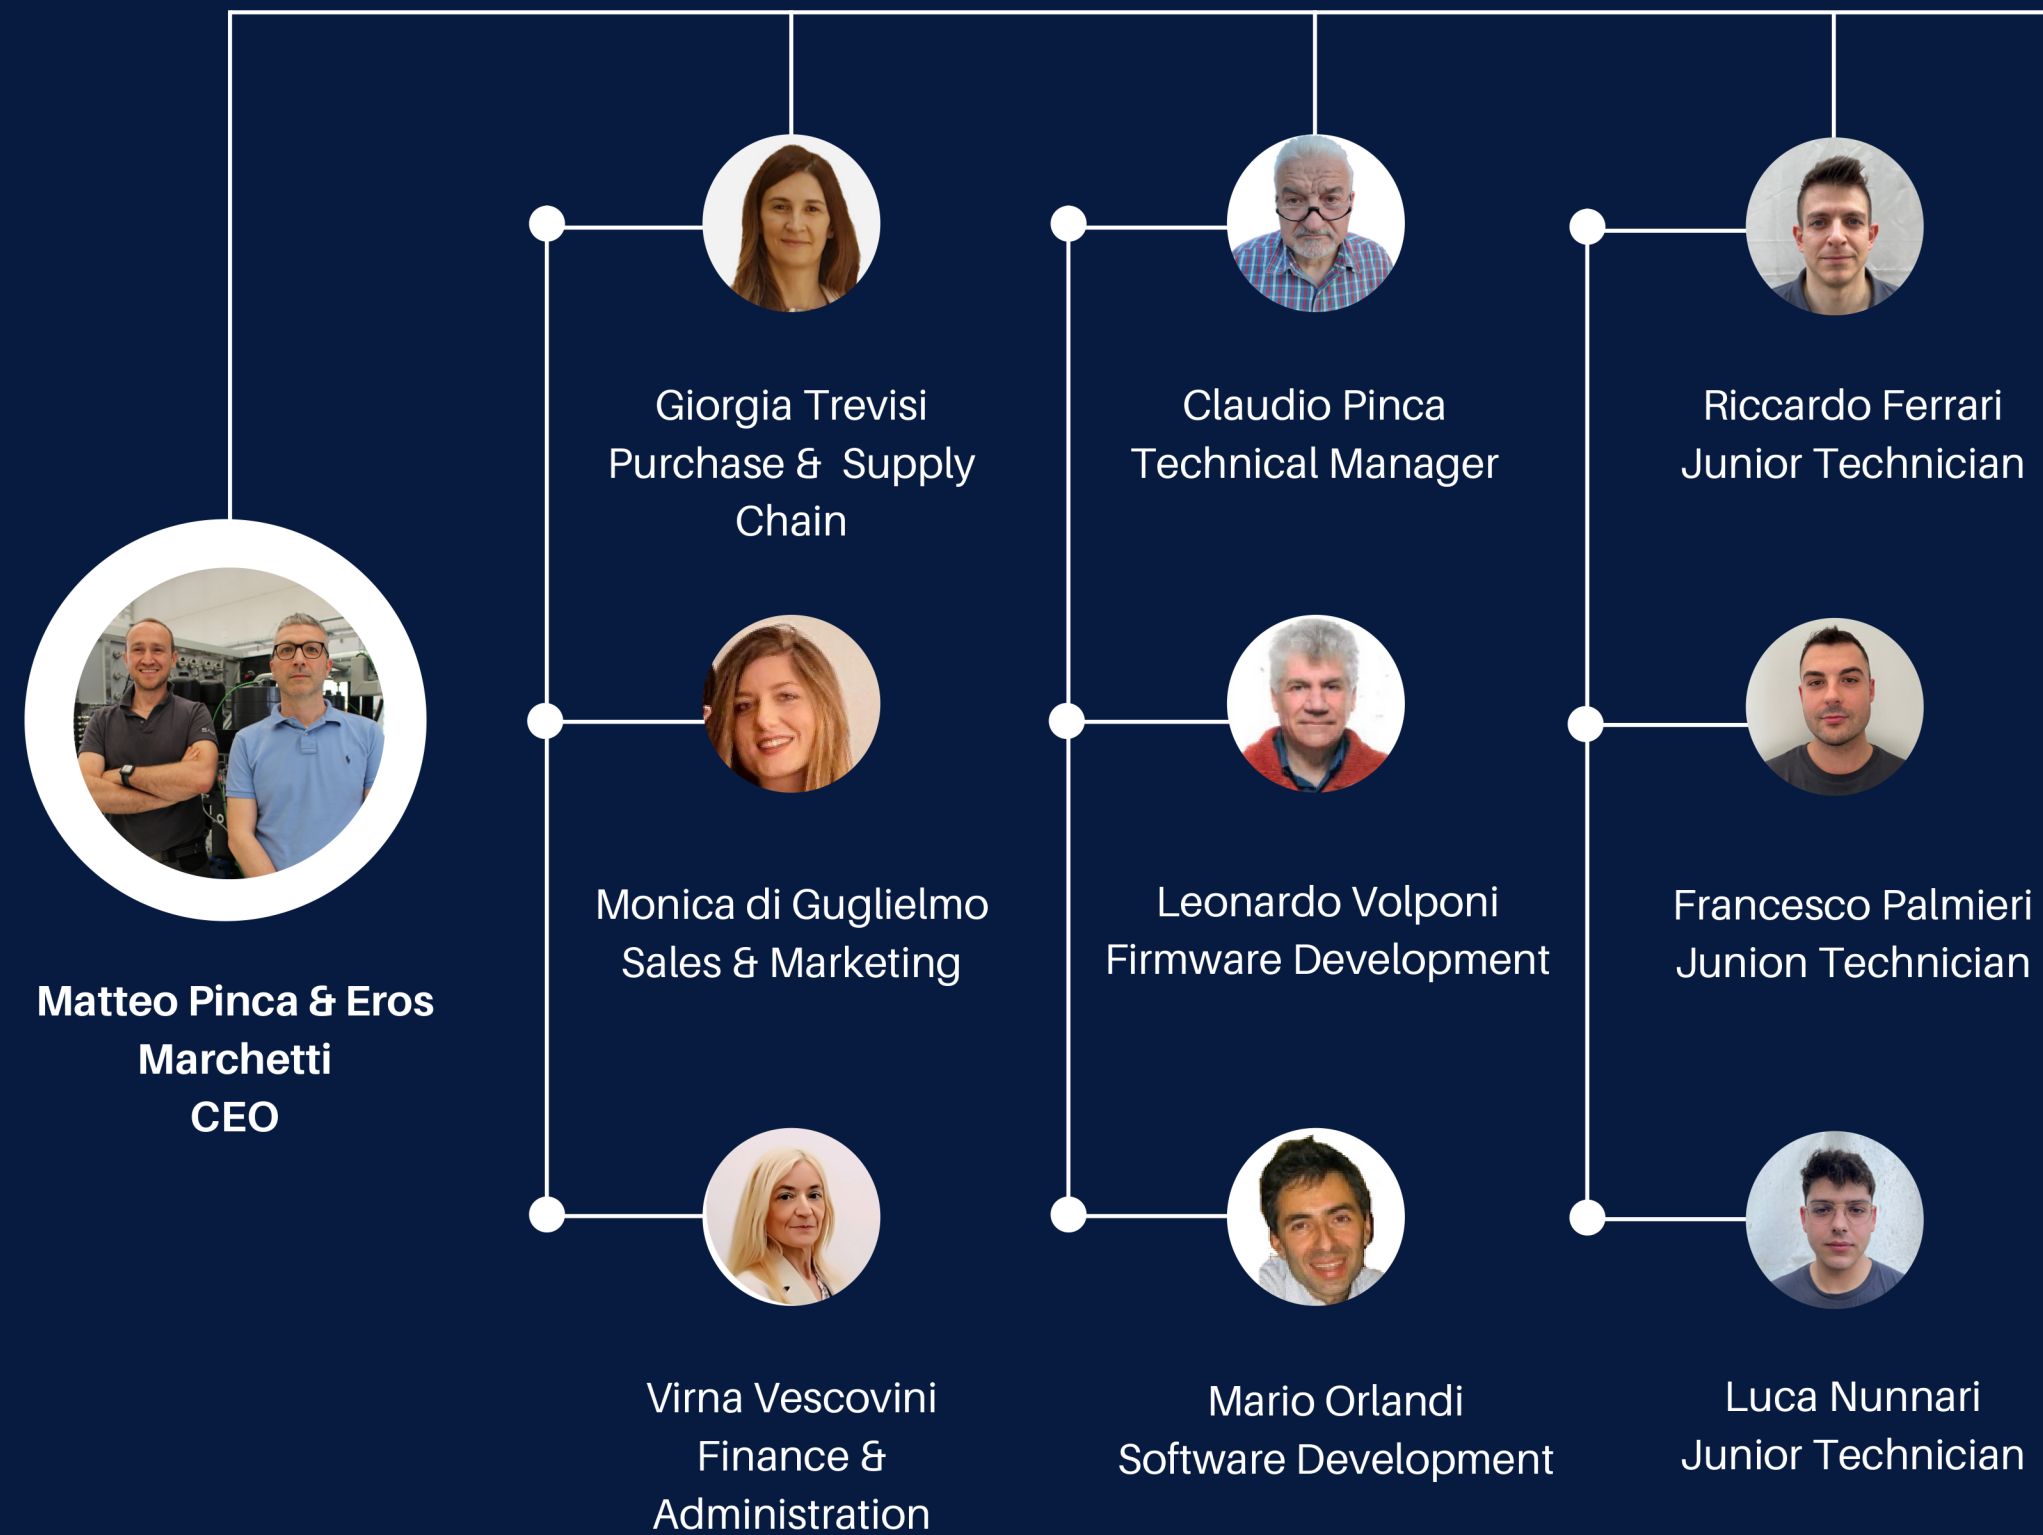 Giorgia Trevisi
Purchase & Supply
Chain
Claudio Pinca
Technical Manager
Riccardo Ferrari
Junior Technician
Matteo Pinca & Eros
Marchetti
CEO
Monica di Guglielmo
Sales & Marketing
Leonardo Volponi
Firmware Development
Francesco Palmieri
Junion Technician
Virna Vescovini
Finance &
Administration
Mario Orlandi
Software Development
Luca Nunnari
Junior Technician